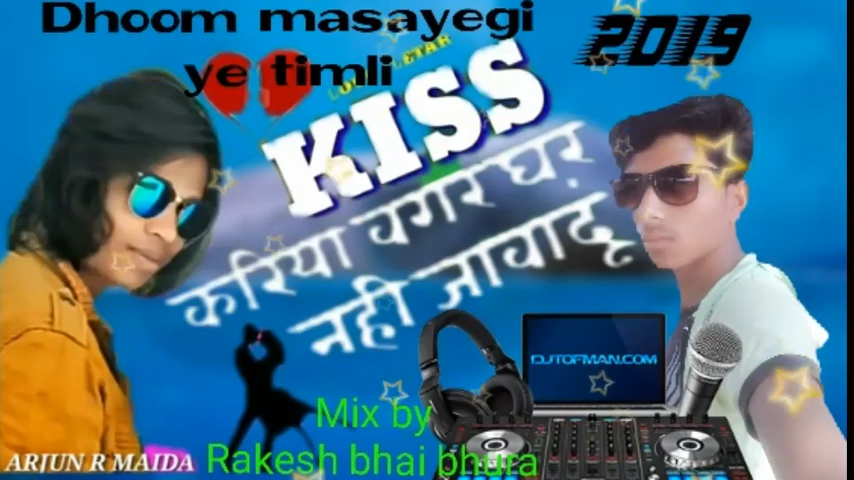 Dhoom masayegi
ye timli
2019
KISS
करिया वगर घर
नही जावादू
DJTOFMAN.COM
Mix by
Rakesh bhai bhura
ARJUN R MAIDA